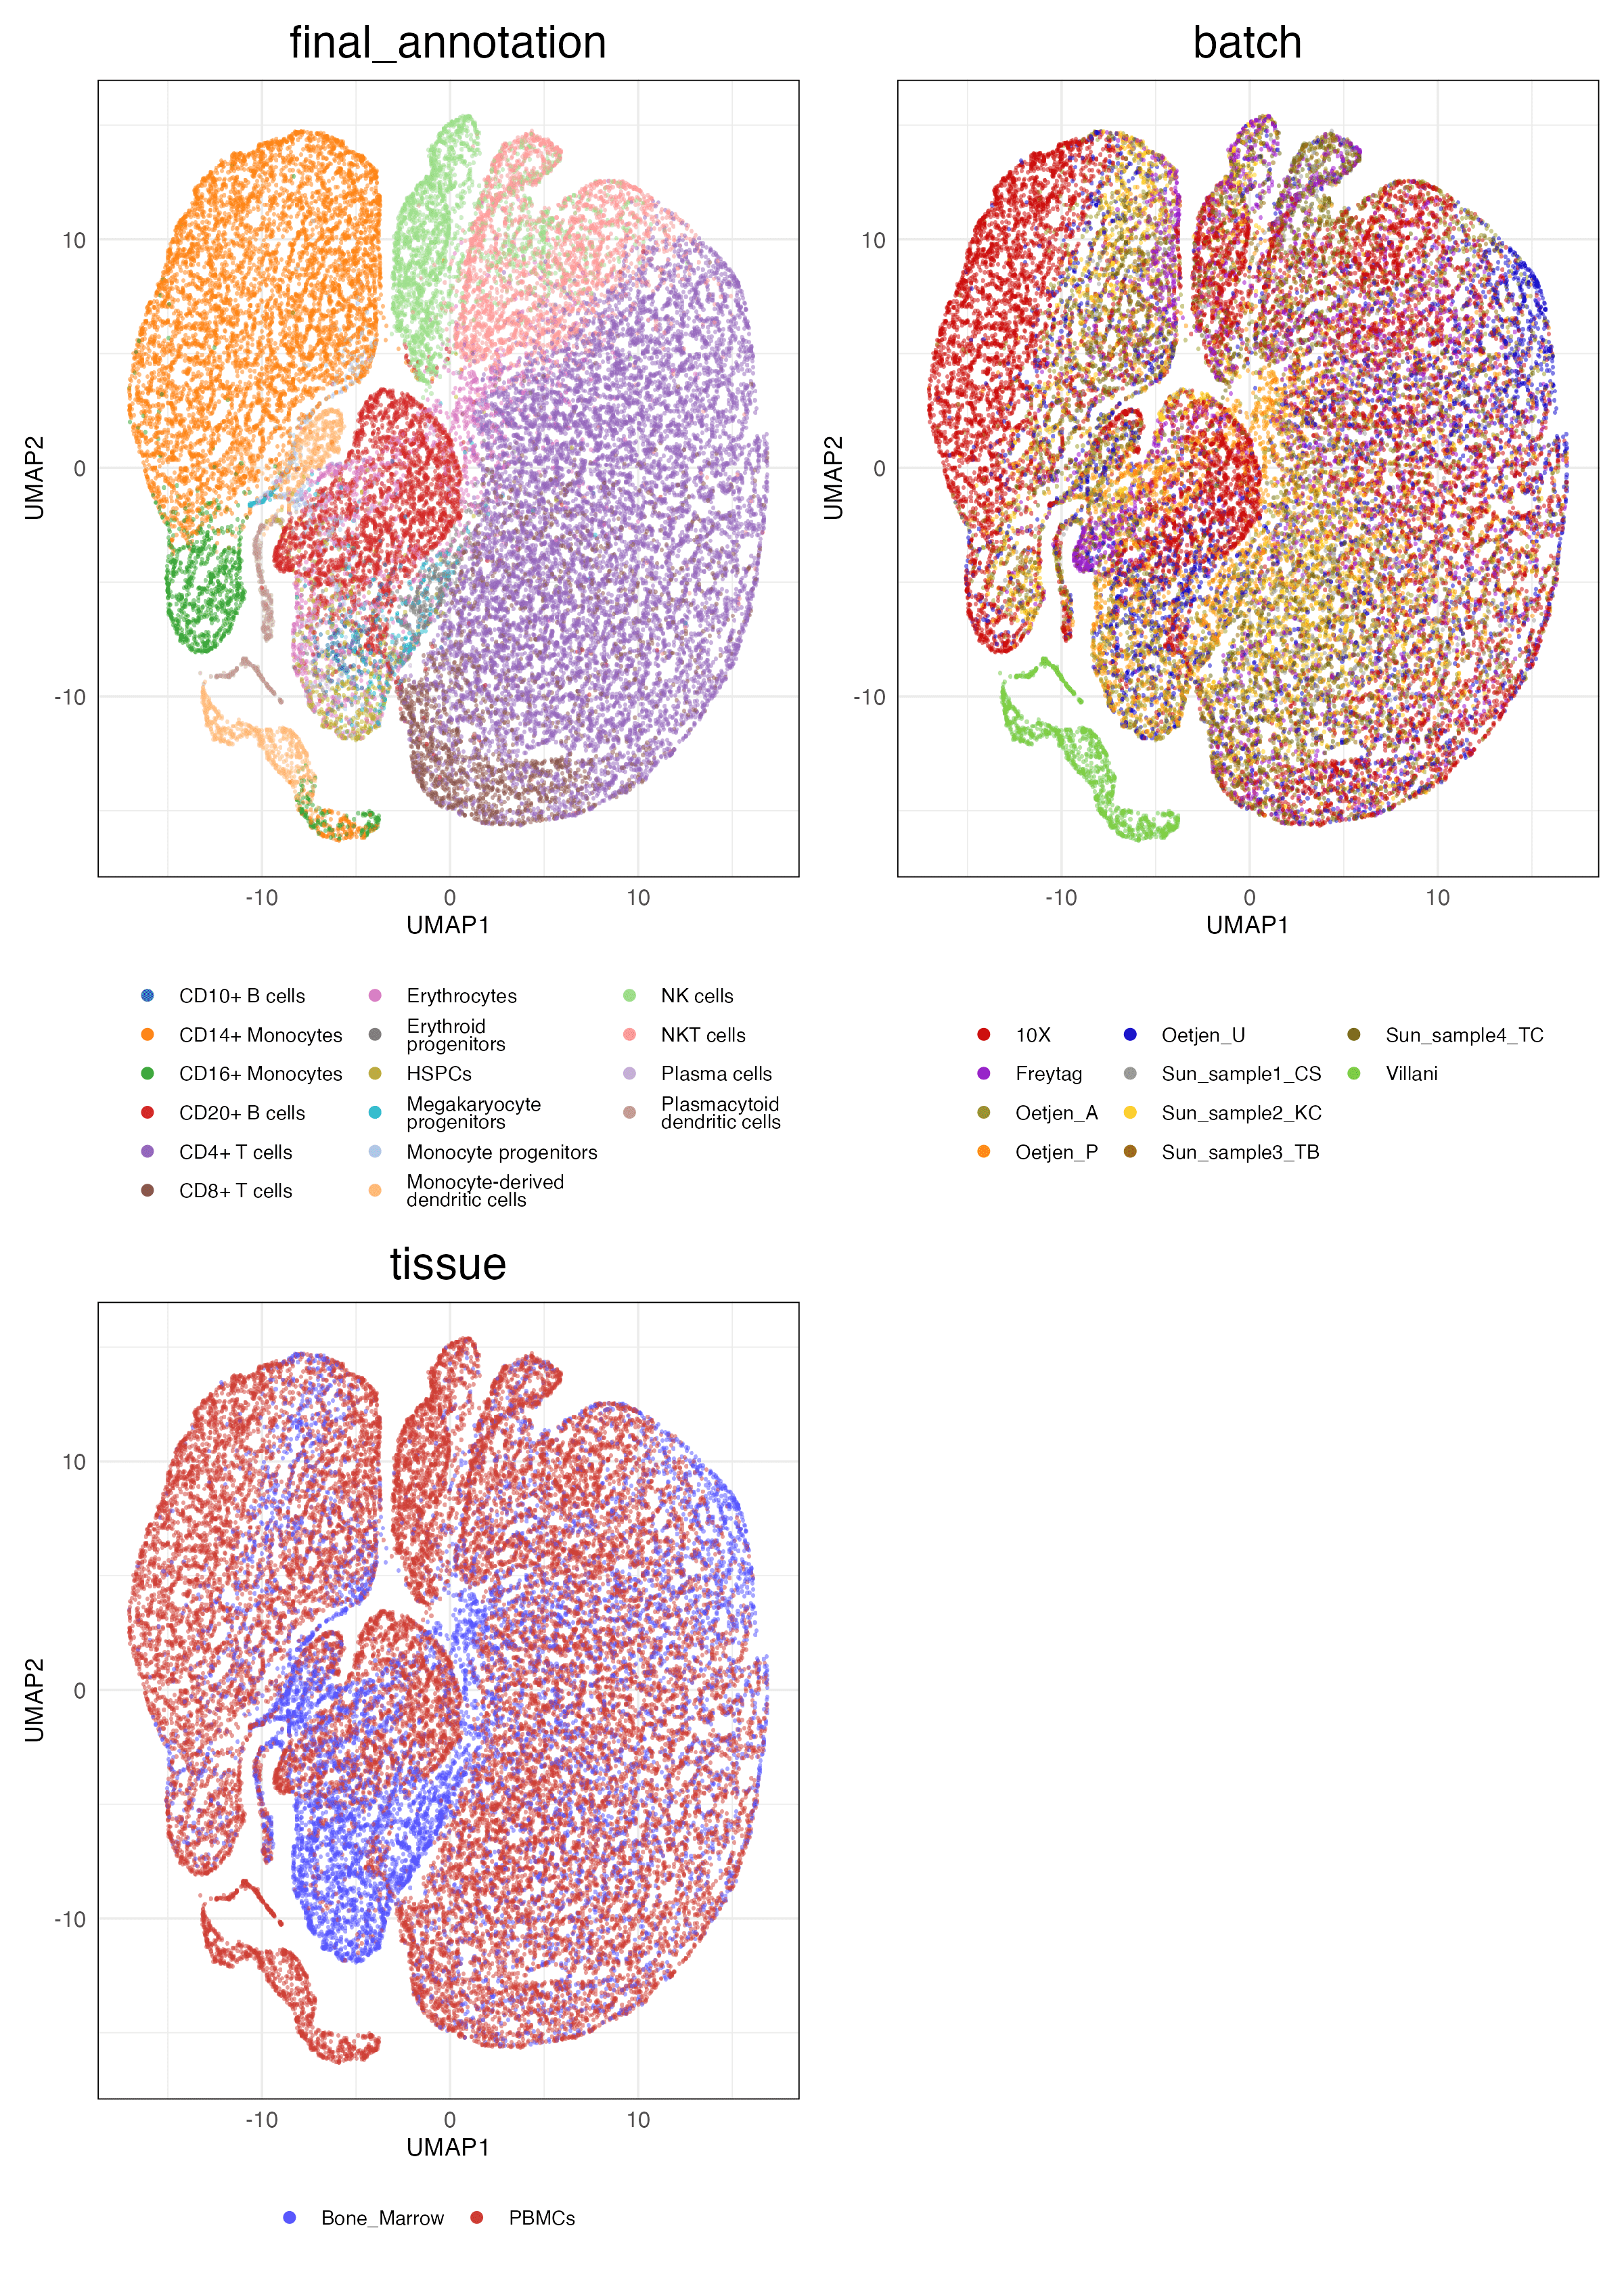 final_annotation
batch
UMAP2
10
0
-10
-10
0
10
UMAP1
UMAP2
10
0
-10
-10
0
10
UMAP1
CD10+ B cells
CD14+ Monocytes
CD16+ Monocytes
CD20+ B cells
CD4+ T cells
CD8+ T cells
Erythrocytes
Erythroid
progenitors
HSPCs
Megakaryocyte
progenitors
Monocyte progenitors
Monocyte-derived
dendritic cells
NK cells
NKT cells
Plasma cells
Plasmacytoid
dendritic cells
10X
Freytag
Oetjen_A
Oetjen_P
Oetjen_U
Sun_sample1_CS
Sun_sample2_KC
Sun_sample3_TB
Sun_sample4_TC
Villani
tissue
UMAP2
10
0
-10
-10
0
10
UMAP1
Bone_Marrow
PBMCs